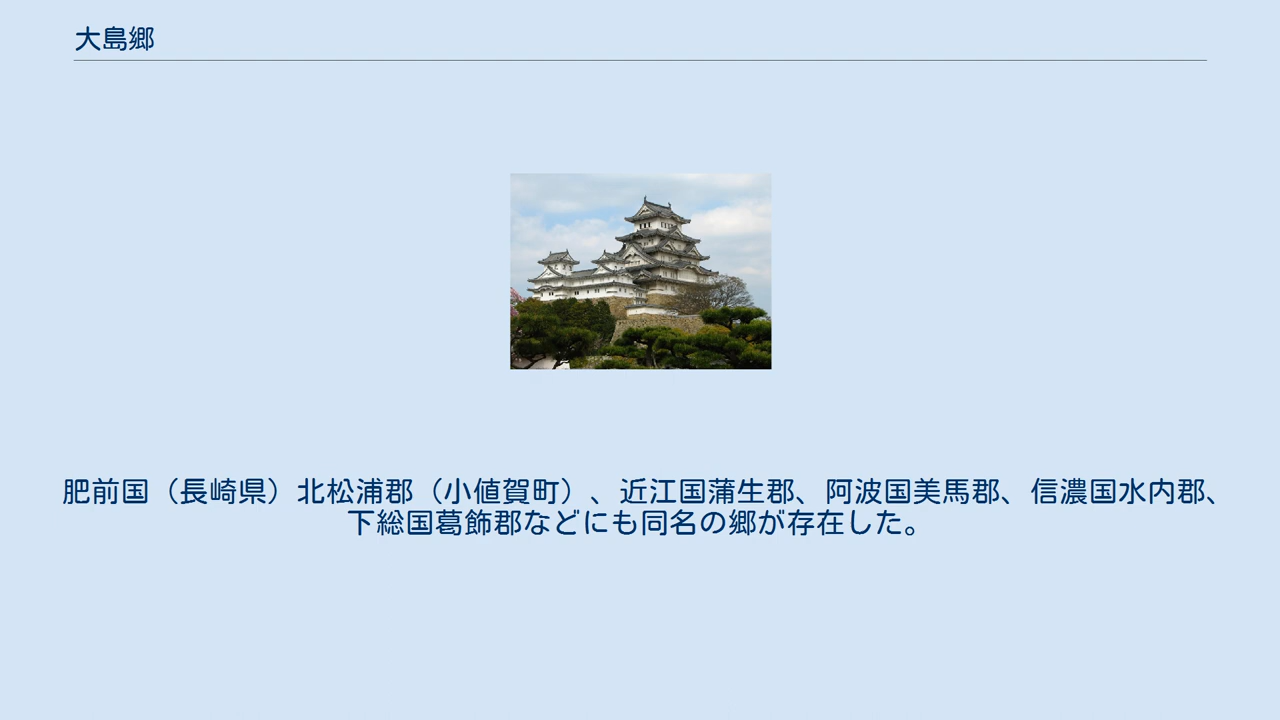 大島郷
肥前国（長崎県）北松浦郡（小値賀町）、近江国蒲生郡、阿波国美馬郡、信濃国水内郡、
下総国葛飾郡などにも同名の郷が存在した。